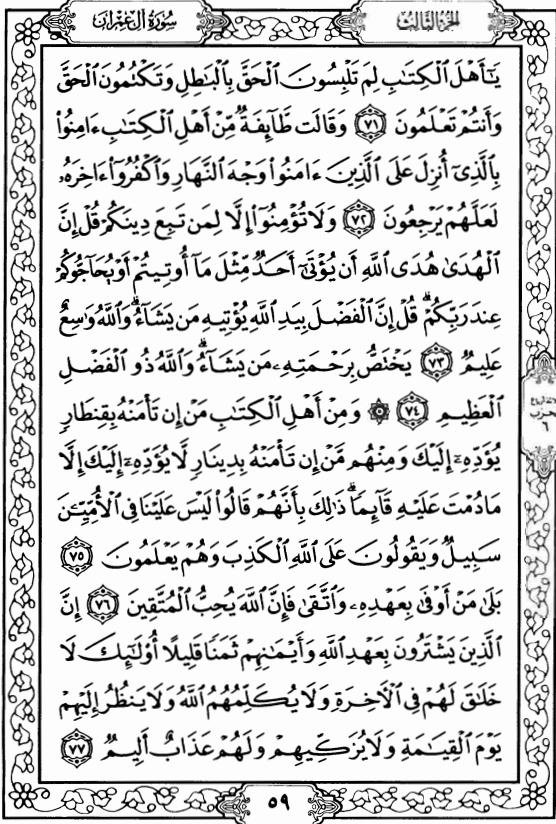 سُورَةُ آلِ عِمْرَانَ
الجزء الثالث
يَٰٓأَهْلَ ٱلْكِتَٰبِ لِمَ تَلْبِسُونَ ٱلْحَقَّ بِٱلْبَٰطِلِ وَتَكْتُمُونَ ٱلْحَقَّ
وَأَنتُمْ تَعْلَمُونَ ٧١ وَقَالَت طَّآئِفَةٌ مِّنْ أَهْلِ ٱلْكِتَٰبِ ءَامِنُوا۟
بِٱلَّذِىٓ أُنزِلَ عَلَى ٱلَّذِينَ ءَامَنُوا۟ وَجْهَ ٱلنَّهَارِ وَٱكْفُرُوٓا۟ ءَاخِرَهُۥ
لَعَلَّهُمْ يَرْجِعُونَ ٧٢ وَلَا تُؤْمِنُوٓا۟ إِلَّا لِمَن تَبِعَ دِينَكُمْ قُلْ إِنَّ
ٱلْهُدَىٰ هُدَى ٱللَّهِ أَن يُؤْتَىٰٓ أَحَدٌ مِّثْلَ مَآ أُوتِيتُمْ أَوْ يُحَآجُّوكُمْ
عِندَ رَبِّكُمْ ۗ قُلْ إِنَّ ٱلْفَضْلَ بِيَدِ ٱللَّهِ يُؤْتِيهِ مَن يَشَآءُ ۗ وَٱللَّهُ وَٰسِعٌ
عَلِيمٌ ٧٣ يَخْتَصُّ بِرَحْمَتِهِۦ مَن يَشَآءُ ۗ وَٱللَّهُ ذُو ٱلْفَضْلِ
ٱلْعَظِيمِ ٧٤ ۞ وَمِنْ أَهْلِ ٱلْكِتَٰبِ مَنْ إِن تَأْمَنْهُ بِقِنطَارٍ
يُؤَدِّهِۦٓ إِلَيْكَ وَمِنْهُم مَّنْ إِن تَأْمَنْهُ بِدِينَارٍ لَّا يُؤَدِّهِۦٓ إِلَيْكَ إِلَّا
مَا دُمْتَ عَلَيْهِ قَآئِمًا ۗ ذَٰلِكَ بِأَنَّهُمْ قَالُوا۟ لَيْسَ عَلَيْنَا فِى ٱلْأُمِّيِّۦنَ
سَبِيلٌ وَيَقُولُونَ عَلَى ٱللَّهِ ٱلْكَذِبَ وَهُمْ يَعْلَمُونَ ٧٥
بَلَىٰ مَنْ أَوْفَىٰ بِعَهْدِهِۦ وَٱتَّقَىٰ فَإِنَّ ٱللَّهَ يُحِبُّ ٱلْمُتَّقِينَ ٧٦ إِنَّ
ٱلَّذِينَ يَشْتَرُونَ بِعَهْدِ ٱللَّهِ وَأَيْمَٰنِهِمْ ثَمَنًا قَلِيلًا أُو۟لَٰٓئِكَ لَا
خَلَٰقَ لَهُمْ فِى ٱلْءَاخِرَةِ وَلَا يُكَلِّمُهُمُ ٱللَّهُ وَلَا يَنظُرُ إِلَيْهِمْ
يَوْمَ ٱلْقِيَٰمَةِ وَلَا يُزَكِّيهِمْ وَلَهُمْ عَذَابٌ أَلِيمٌ ٧٧
حزب
٦
٥٩